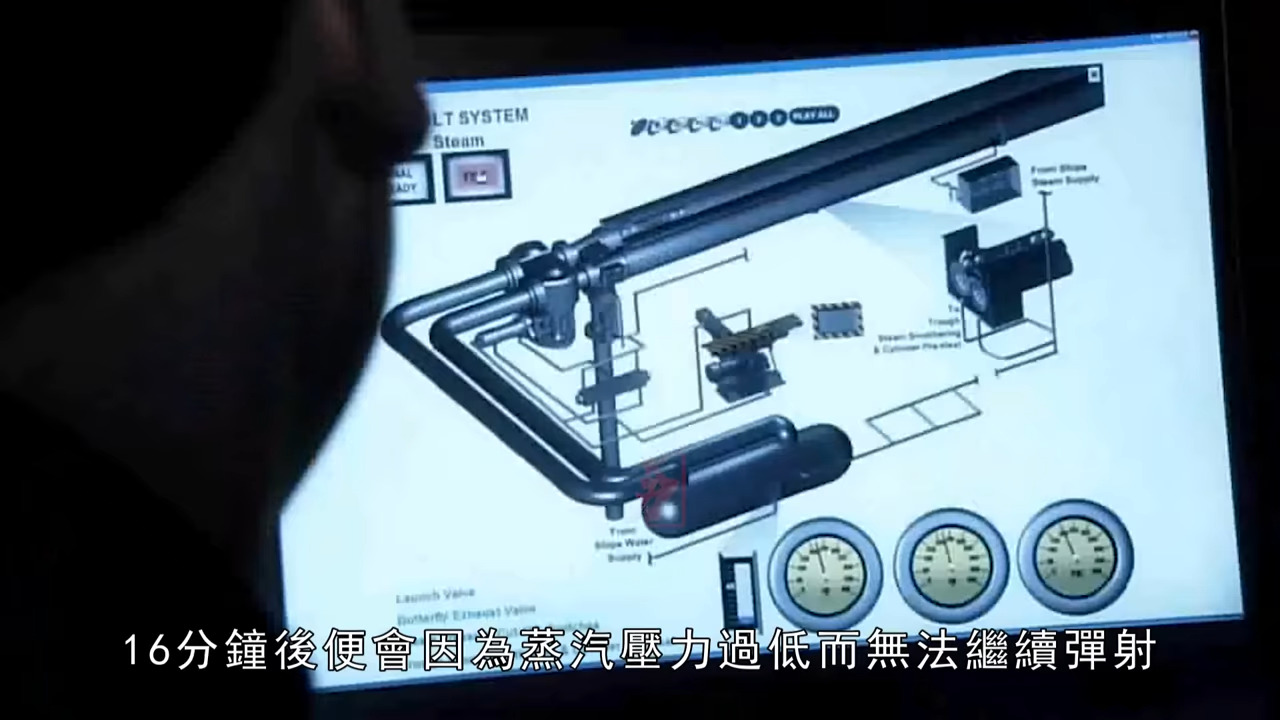 LT SYSTEM
Steam
PLAY ALL
From Ships
Steam Supply
To
Trough
Steam Smothering
& Cylinder Pre-Heat
From
Ships Water
Supply
Launch Valve
Butterfly Exhaust Valve
16分鐘後便會因為蒸汽壓力過低而無法繼續彈射